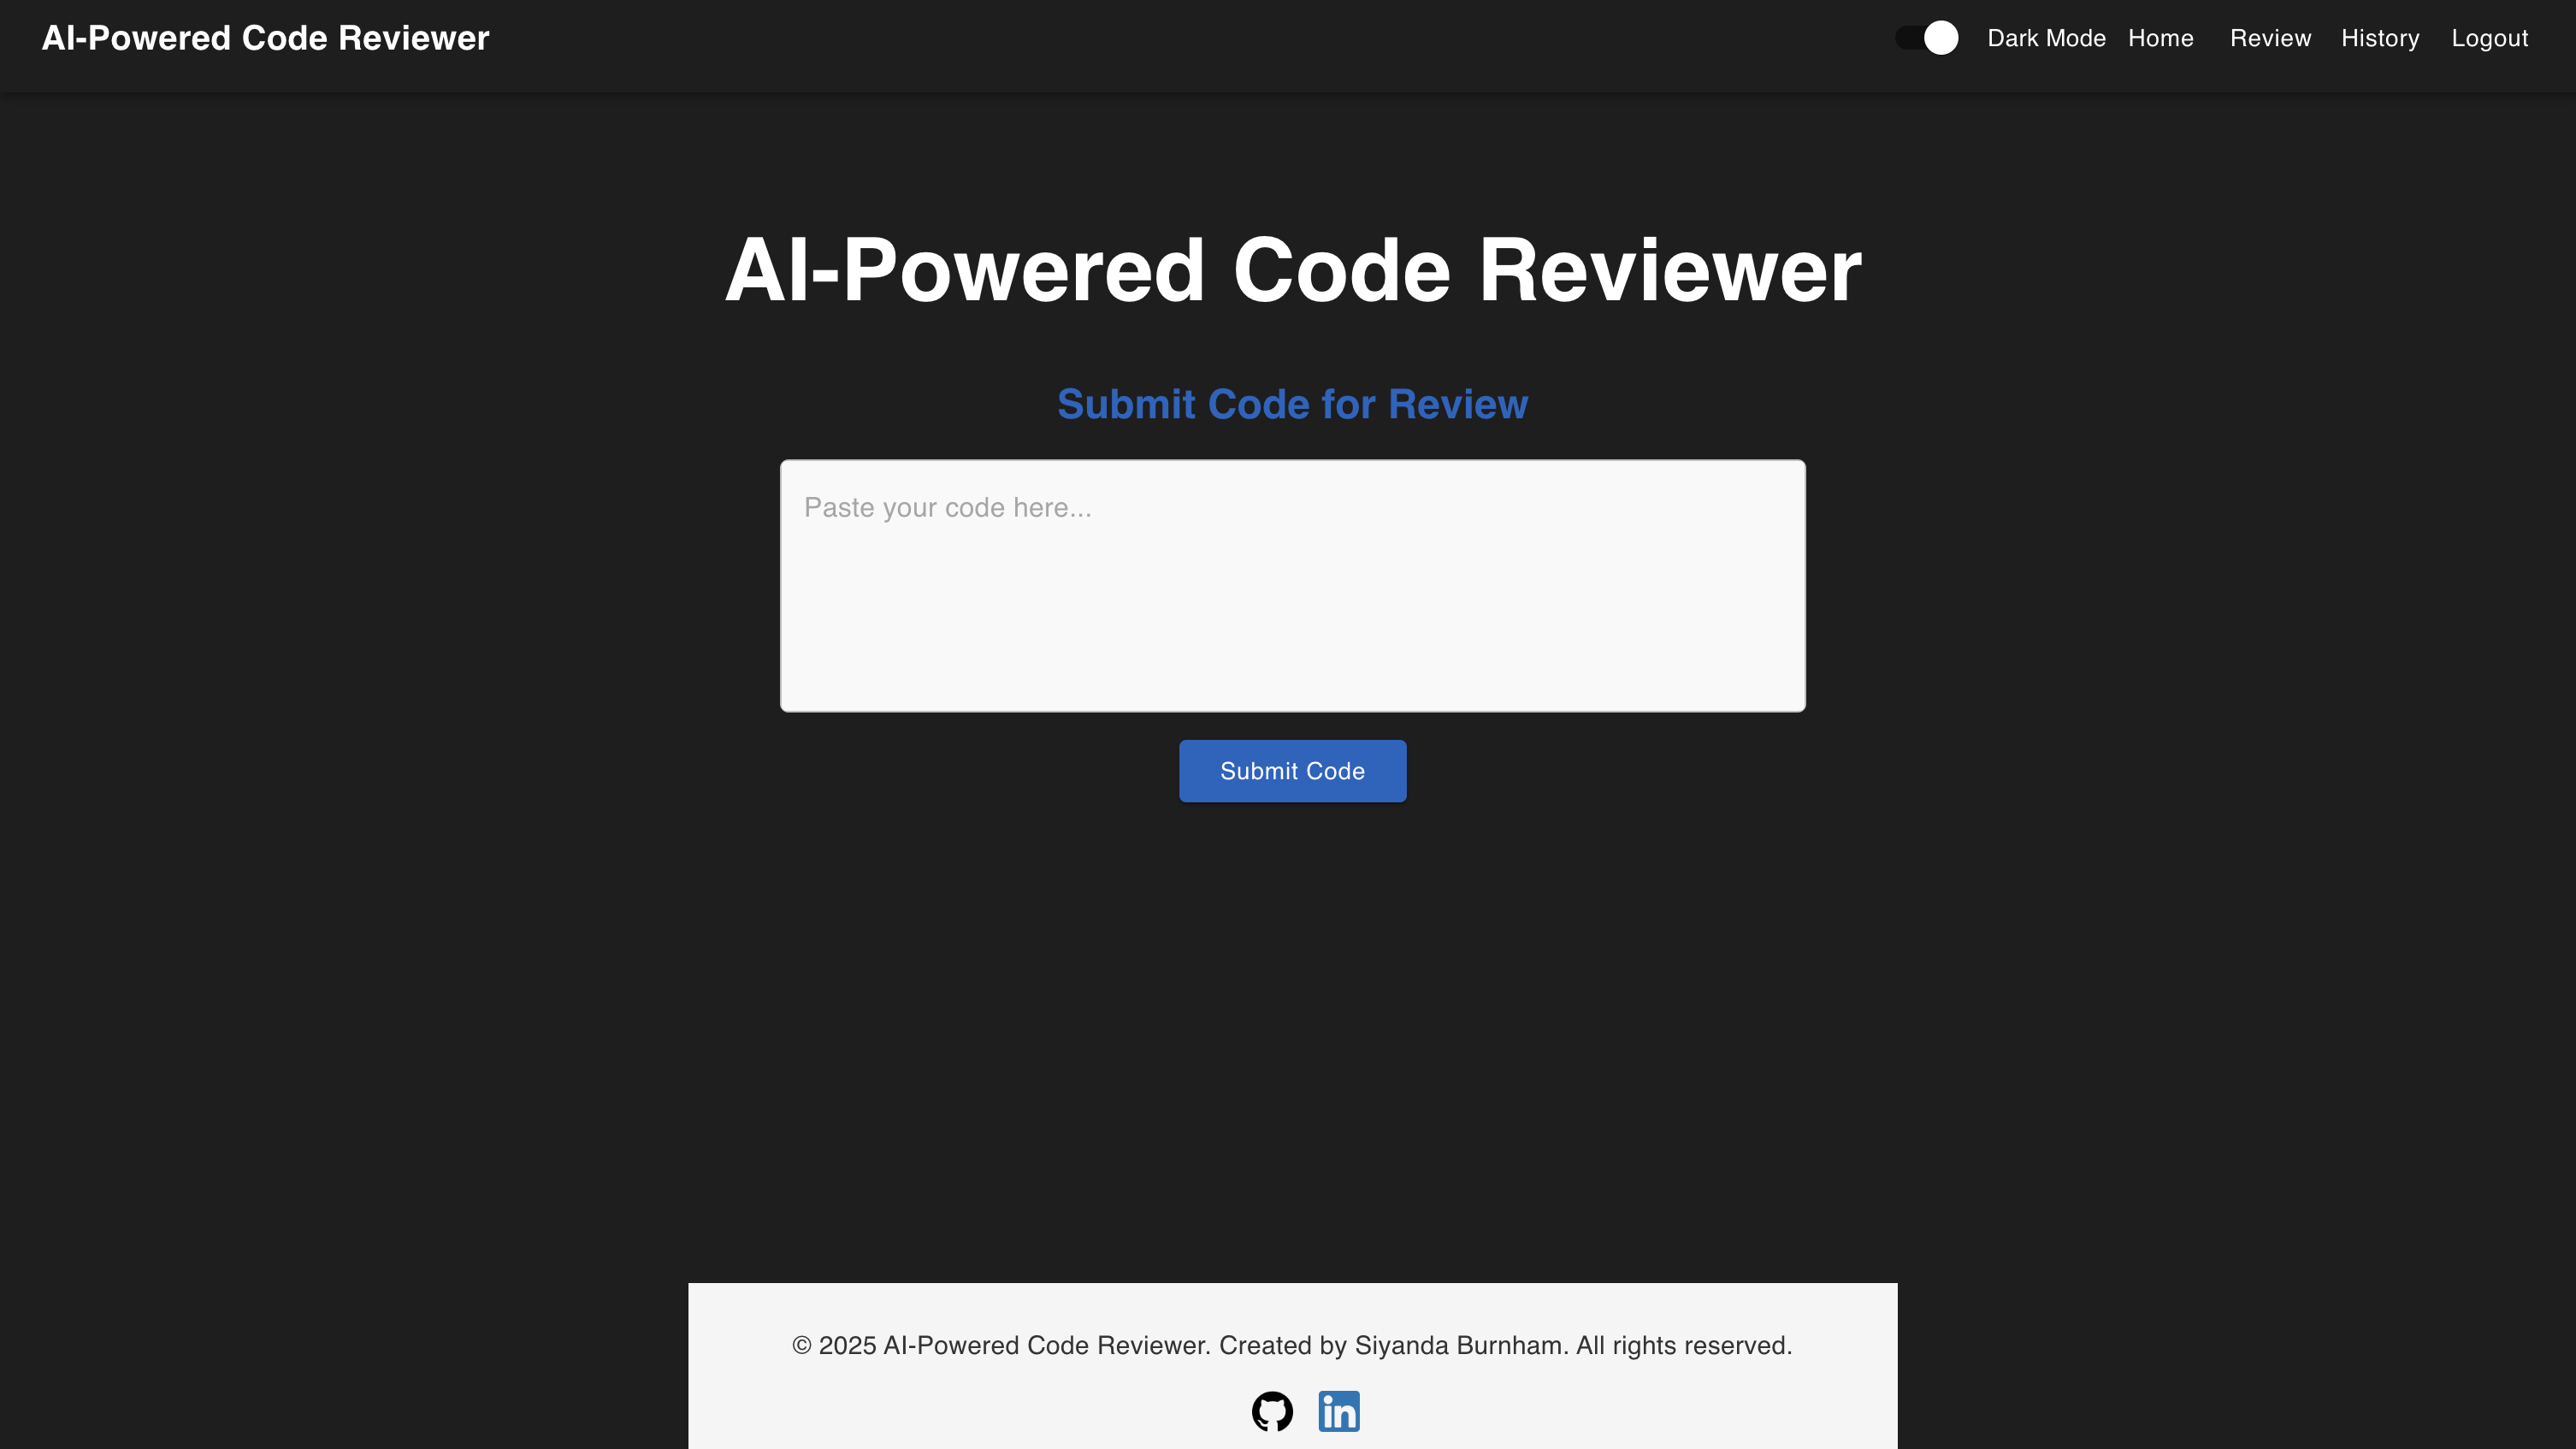 AI-Powered Code Reviewer
Dark Mode Home Review History Logout
AI-Powered Code Reviewer
Submit Code for Review
Paste your code here...
Submit Code
© 2025 AI-Powered Code Reviewer. Created by Siyanda Burnham. All rights reserved.
in